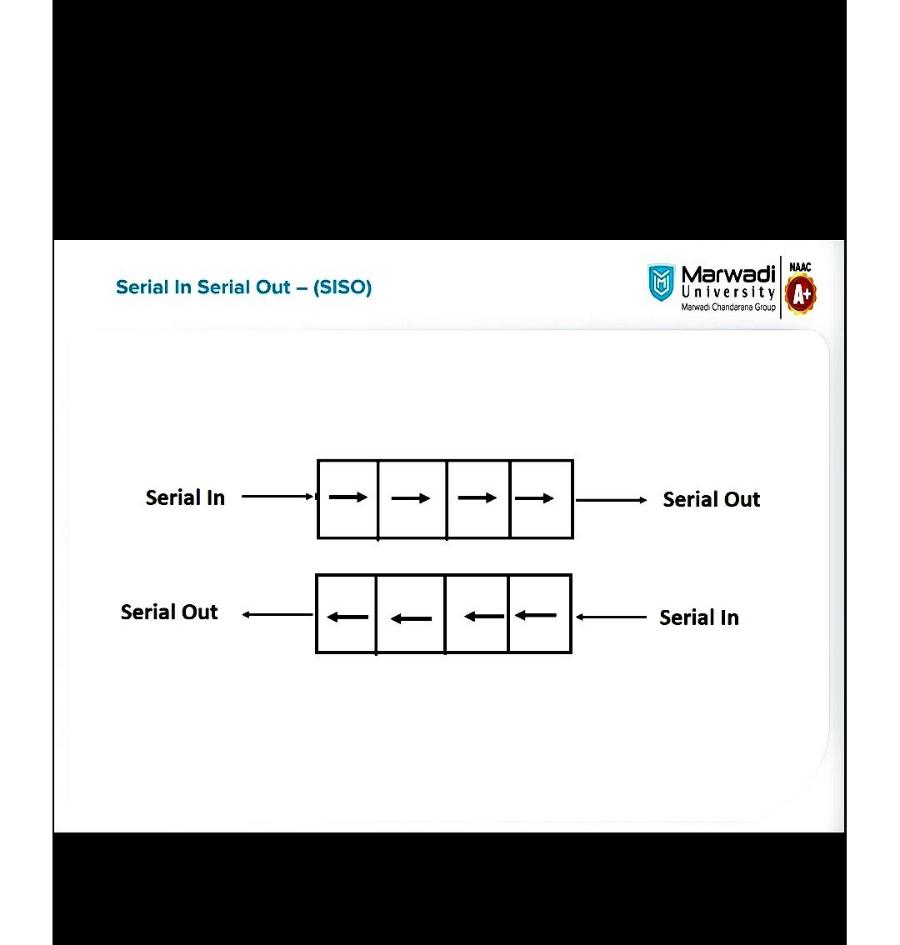 Serial In Serial Out – (SISO)
Marwadi
University
Marwadi Chandarana Group
NAAC
A+
Serial In
Serial Out
Serial Out
Serial In